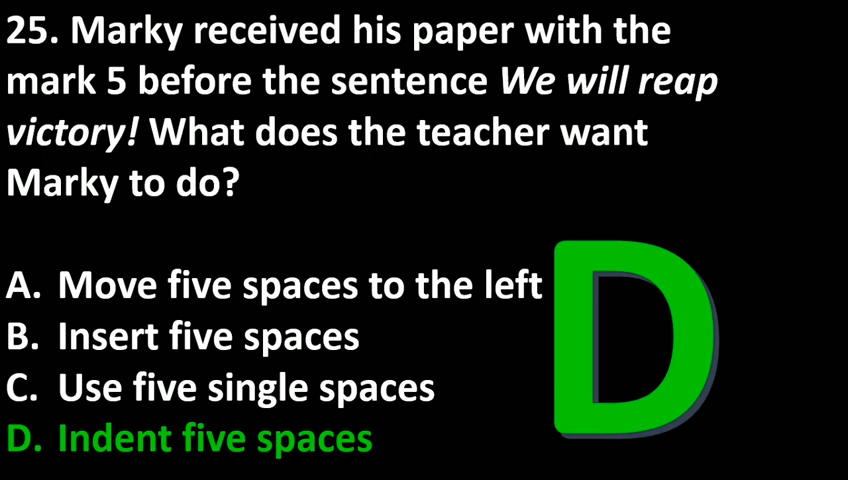 25. Marky received his paper with the
mark 5 before the sentence We will reap
victory! What does the teacher want
Marky to do?
A. Move five spaces to the left
B. Insert five spaces
C. Use five single spaces
D. Indent five spaces
D